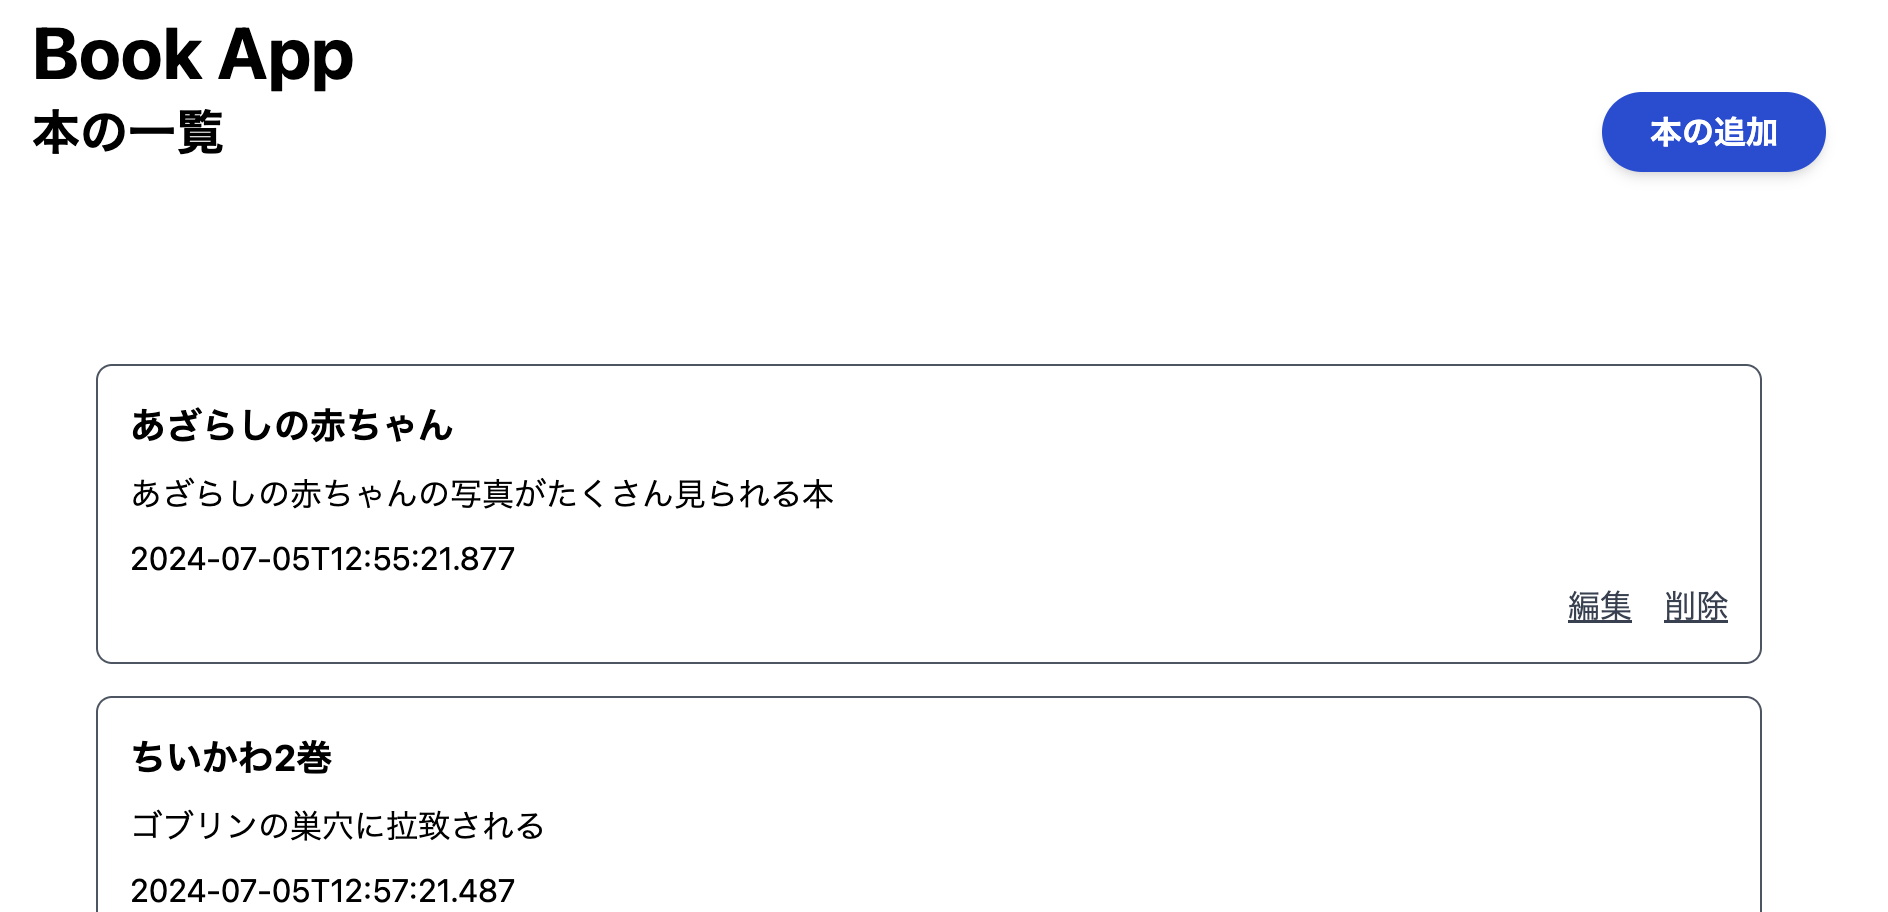 Book App
本の一覧
本の追加
あざらしの赤ちゃん
あざらしの赤ちゃんの写真がたくさん見られる本
2024-07-05T12:55:21.877
編集 削除
ちいかわ2巻
ゴブリンの巣穴に拉致される
2024-07-05T12:57:21.487